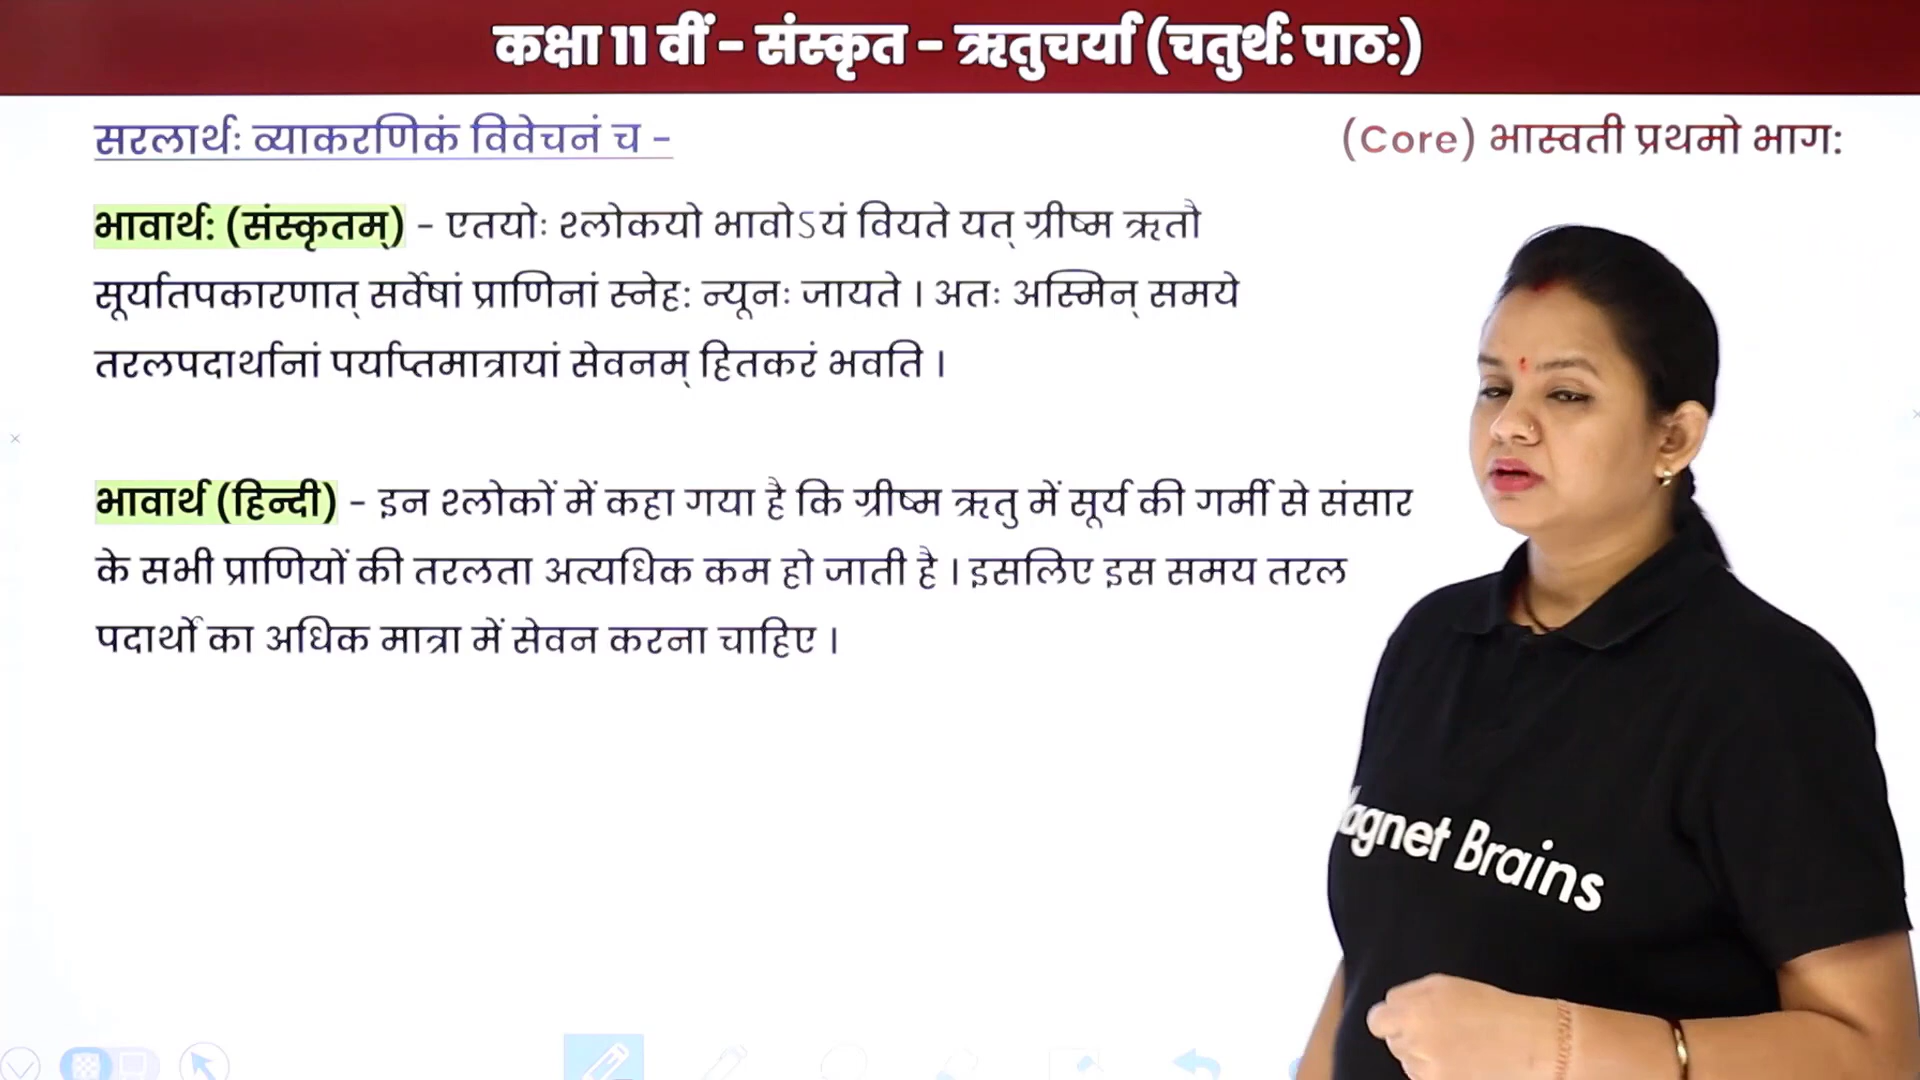 कक्षा 11 वीं - संस्कृत - ऋतुचर्या (चतुर्थ: पाठ:)
सरलार्थः व्याकरणिकं विवेचनं च -
(Core) भास्वती प्रथमो भाग:
भावार्थ: (संस्कृतम्) - एतयोः श्लोकयो भावोऽयं वियते यत् ग्रीष्म ऋतौ
सूर्यातपकारणात् सर्वेषां प्राणिनां स्नेह: न्यूनः जायते । अतः अस्मिन् समये
तरलपदार्थानां पर्याप्तमात्रायां सेवनम् हितकरं भवति ।
भावार्थ (हिन्दी) - इन श्लोकों में कहा गया है कि ग्रीष्म ऋतु में सूर्य की गर्मी से संसार
के सभी प्राणियों की तरलता अत्यधिक कम हो जाती है । इसलिए इस समय तरल
पदार्थों का अधिक मात्रा में सेवन करना चाहिए ।
agnet Brains